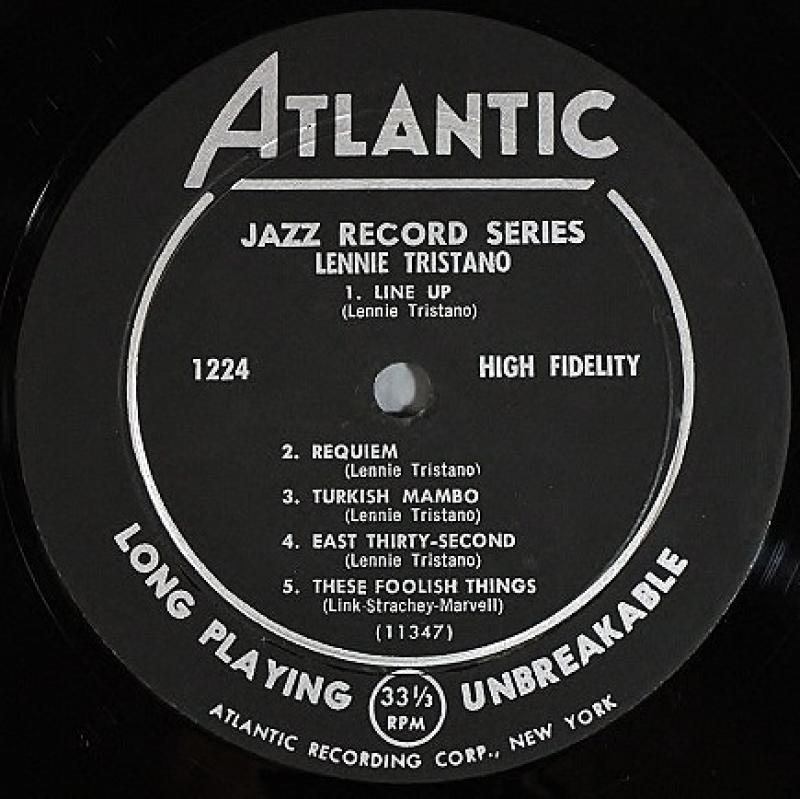 ATLANTIC
JAZZ RECORD SERIES
LENNIE TRISTANO
1. LINE UP
(Lennie Tristano)
1224
HIGH FIDELITY
2. REQUIEM
(Lennie Tristano)
3. TURKISH MAMBO
(Lennie Tristano)
4. EAST THIRTY-SECOND
(Lennie Tristano)
5. THESE FOOLISH THINGS
(Link-Strachey-Marvell)
(11347)
LONG PLAYING
33⅓
RPM
UNBREAKABLE
ATLANTIC RECORDING CORP., NEW YORK